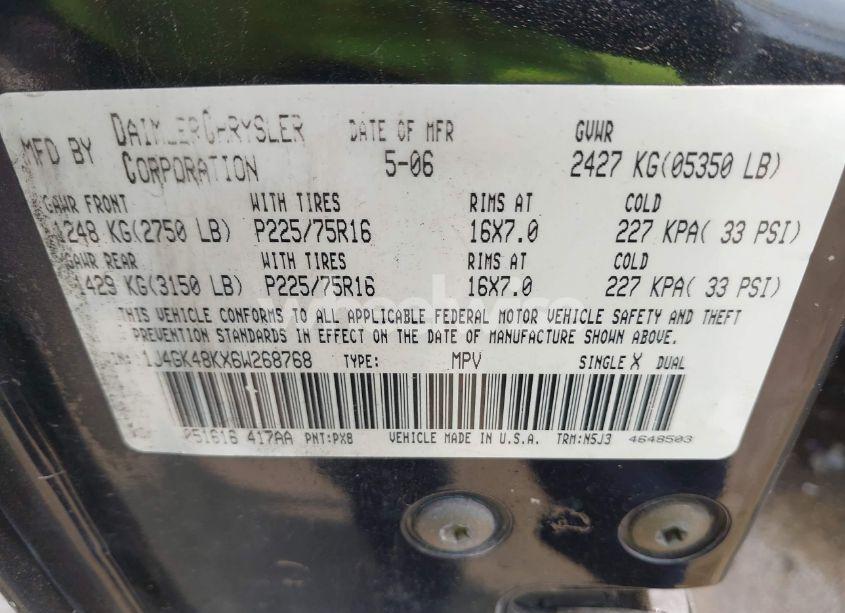 MFD BY DAIMLERCHRYSLER CORPORATION DATE OF MFR 5-06 GVWR 2427 KG(05350 LB)
GAWR FRONT WITH TIRES RIMS AT COLD
1248 KG(2750 LB) P225/75R16 16X7.0 227 KPA( 33 PSI)
GAWR REAR WITH TIRES RIMS AT COLD
1429 KG(3150 LB) P225/75R16 16X7.0 227 KPA( 33 PSI)
THIS VEHICLE CONFORMS TO ALL APPLICABLE FEDERAL MOTOR VEHICLE SAFETY AND THEFT
PREVENTION STANDARDS IN EFFECT ON THE DATE OF MANUFACTURE SHOWN ABOVE.
1J4GK48KX6W268768 TYPE: MPV SINGLE X DUAL
051616 417AA PNT:PX8 VEHICLE MADE IN U.S.A. TRM:N5J3 4648503